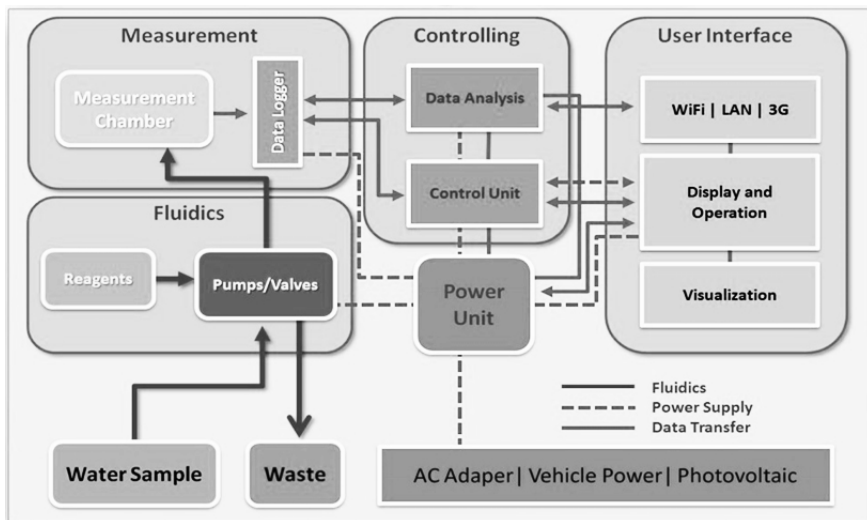 Measurement
Controlling
User Interface
Measurement
Chamber
Data Logger
Data Analysis
WiFi | LAN | 3G
Control Unit
Display and
Operation
Fluidics
Reagents
Pumps/Valves
Power
Unit
Visualization
Fluidics
Power Supply
Data Transfer
Water Sample
Waste
AC Adaper| Vehicle Power| Photovoltaic